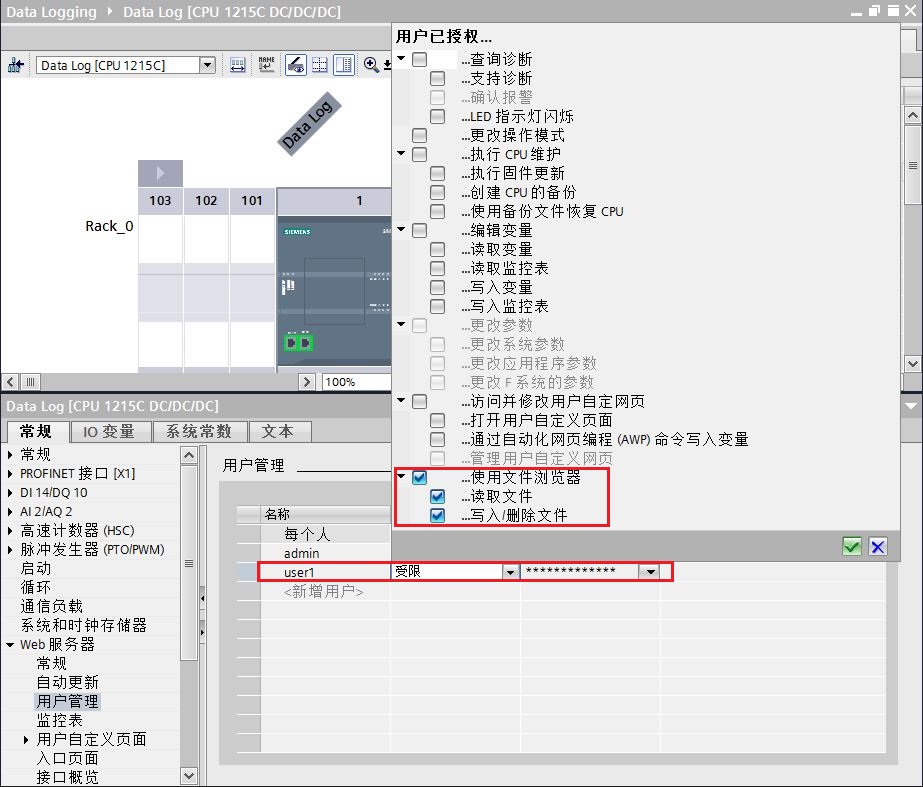 Data Logging ▸ Data Log [CPU 1215C DC/DC/DC]
Data Log [CPU 1215C]
Data Log
103 102 101 1
Rack_0
SIEMENS
100%
用户已授权...
...查询诊断
...支持诊断
...确认报警
...LED 指示灯闪烁
...更改操作模式
...执行 CPU 维护
...执行固件更新
...创建 CPU 的备份
...使用备份文件恢复 CPU
...编辑变量
...读取变量
...读取监控表
...写入变量
...写入监控表
...更改参数
...更改系统参数
...更改应用程序参数
...更改 F 系统的参数
...访问并修改用户自定网页
...打开用户自定义页面
...通过自动化网页编程 (AWP) 命令写入变量
...管理用户自定义网页
...使用文件浏览器
...读取文件
...写入/删除文件
Data Log [CPU 1215C DC/DC/DC]
常规 IO 变量 系统常数 文本
常规
PROFINET 接口 [X1]
DI 14/DQ 10
AI 2/AQ 2
高速计数器 (HSC)
脉冲发生器 (PTO/PWM)
启动
循环
通信负载
系统和时钟存储器
Web 服务器
常规
自动更新
用户管理
监控表
用户自定义页面
入口页面
接口概览
用户管理
名称
每个人
admin
user1 受限 *************
<新增用户>